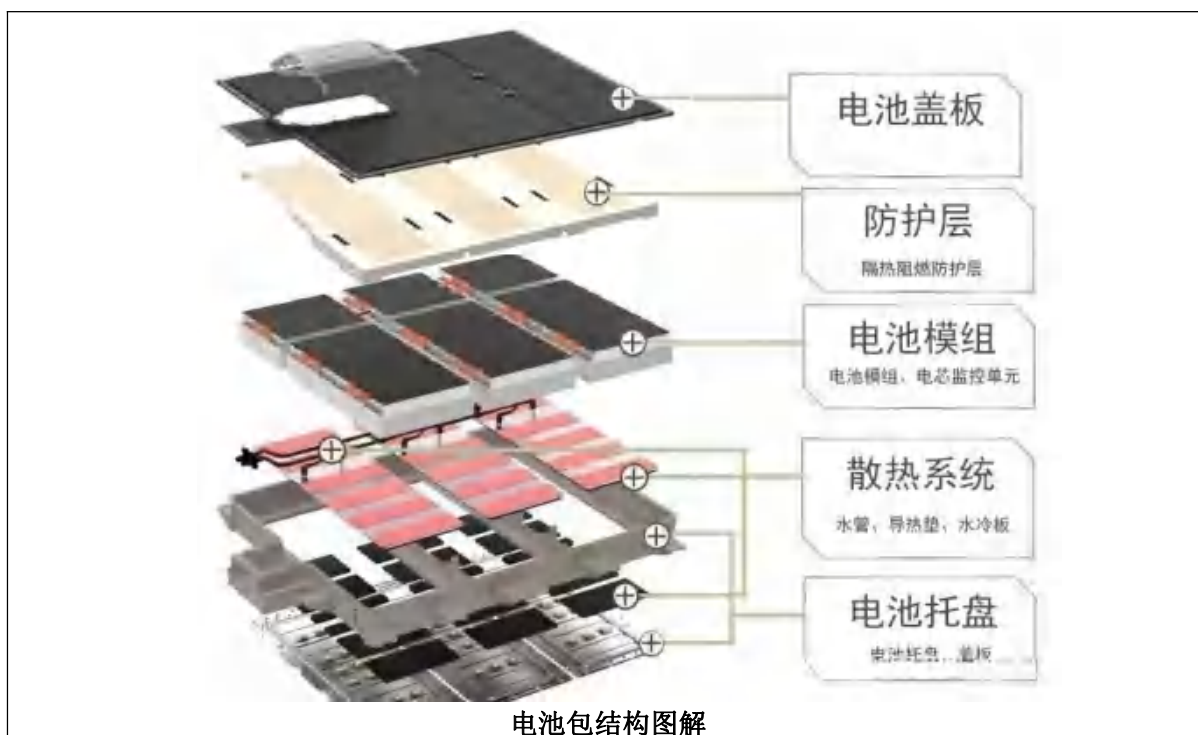 电池盖板
防护层
隔热阻燃防护层
电池模组
电池模组、电芯监控单元
散热系统
水管、导热垫、水冷板
电池托盘
电池托盘、盖板
电池包结构图解